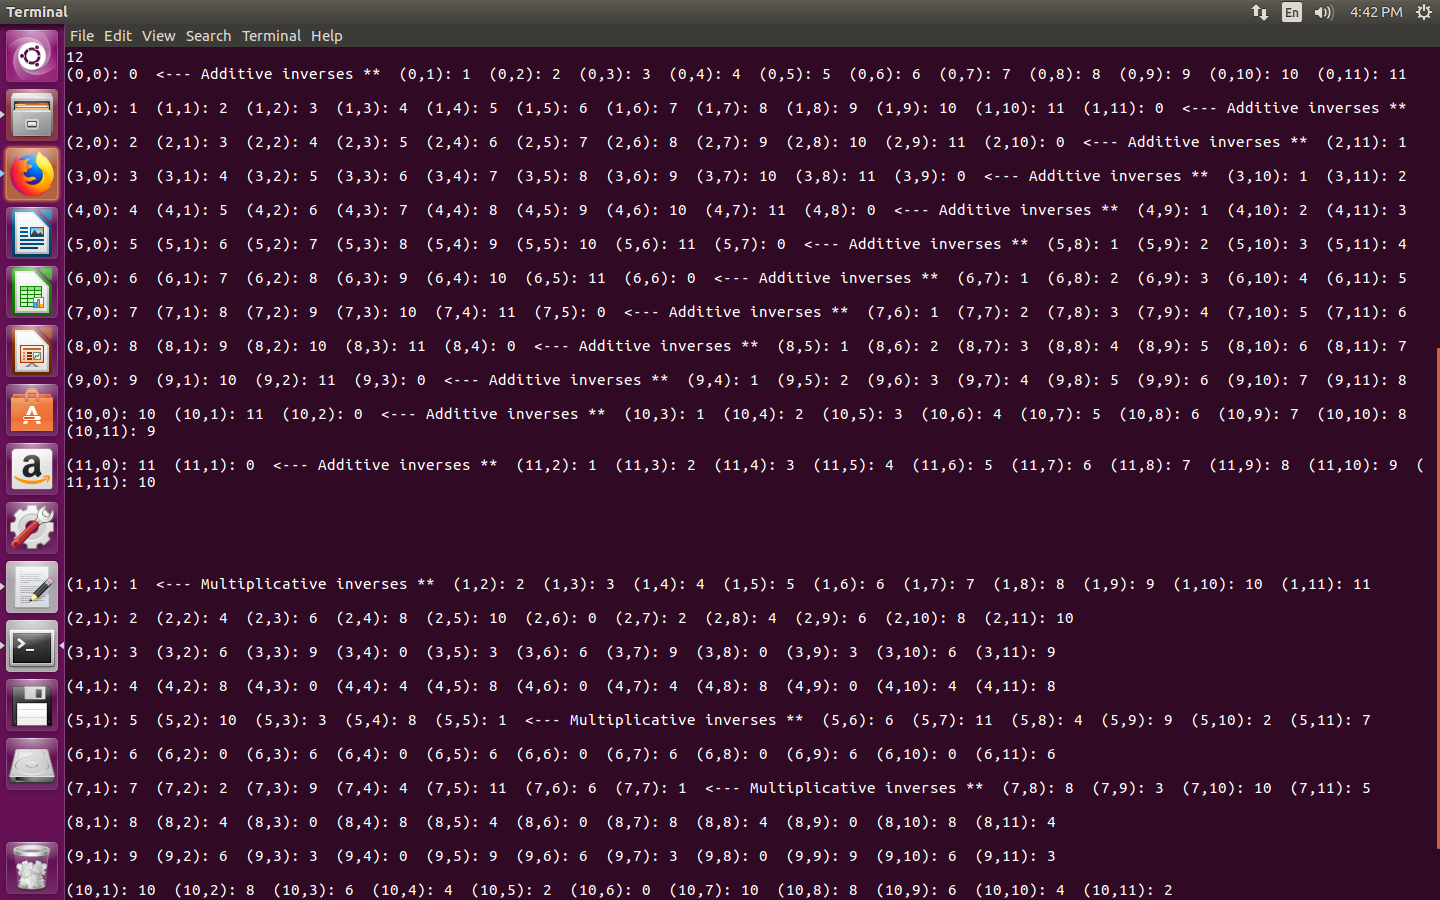 Terminal
En
4:42 PM
File Edit View Search Terminal Help
12
(0,0): 0  <--- Additive inverses **  (0,1): 1  (0,2): 2  (0,3): 3  (0,4): 4  (0,5): 5  (0,6): 6  (0,7): 7  (0,8): 8  (0,9): 9  (0,10): 10  (0,11): 11
(1,0): 1  (1,1): 2  (1,2): 3  (1,3): 4  (1,4): 5  (1,5): 6  (1,6): 7  (1,7): 8  (1,8): 9  (1,9): 10  (1,10): 11  (1,11): 0  <--- Additive inverses **
(2,0): 2  (2,1): 3  (2,2): 4  (2,3): 5  (2,4): 6  (2,5): 7  (2,6): 8  (2,7): 9  (2,8): 10  (2,9): 11  (2,10): 0  <--- Additive inverses **  (2,11): 1
(3,0): 3  (3,1): 4  (3,2): 5  (3,3): 6  (3,4): 7  (3,5): 8  (3,6): 9  (3,7): 10  (3,8): 11  (3,9): 0  <--- Additive inverses **  (3,10): 1  (3,11): 2
(4,0): 4  (4,1): 5  (4,2): 6  (4,3): 7  (4,4): 8  (4,5): 9  (4,6): 10  (4,7): 11  (4,8): 0  <--- Additive inverses **  (4,9): 1  (4,10): 2  (4,11): 3
(5,0): 5  (5,1): 6  (5,2): 7  (5,3): 8  (5,4): 9  (5,5): 10  (5,6): 11  (5,7): 0  <--- Additive inverses **  (5,8): 1  (5,9): 2  (5,10): 3  (5,11): 4
(6,0): 6  (6,1): 7  (6,2): 8  (6,3): 9  (6,4): 10  (6,5): 11  (6,6): 0  <--- Additive inverses **  (6,7): 1  (6,8): 2  (6,9): 3  (6,10): 4  (6,11): 5
(7,0): 7  (7,1): 8  (7,2): 9  (7,3): 10  (7,4): 11  (7,5): 0  <--- Additive inverses **  (7,6): 1  (7,7): 2  (7,8): 3  (7,9): 4  (7,10): 5  (7,11): 6
(8,0): 8  (8,1): 9  (8,2): 10  (8,3): 11  (8,4): 0  <--- Additive inverses **  (8,5): 1  (8,6): 2  (8,7): 3  (8,8): 4  (8,9): 5  (8,10): 6  (8,11): 7
(9,0): 9  (9,1): 10  (9,2): 11  (9,3): 0  <--- Additive inverses **  (9,4): 1  (9,5): 2  (9,6): 3  (9,7): 4  (9,8): 5  (9,9): 6  (9,10): 7  (9,11): 8
(10,0): 10  (10,1): 11  (10,2): 0  <--- Additive inverses **  (10,3): 1  (10,4): 2  (10,5): 3  (10,6): 4  (10,7): 5  (10,8): 6  (10,9): 7  (10,10): 8
(10,11): 9
(11,0): 11  (11,1): 0  <--- Additive inverses **  (11,2): 1  (11,3): 2  (11,4): 3  (11,5): 4  (11,6): 5  (11,7): 6  (11,8): 7  (11,9): 8  (11,10): 9  (
11,11): 10
(1,1): 1  <--- Multiplicative inverses **  (1,2): 2  (1,3): 3  (1,4): 4  (1,5): 5  (1,6): 6  (1,7): 7  (1,8): 8  (1,9): 9  (1,10): 10  (1,11): 11
(2,1): 2  (2,2): 4  (2,3): 6  (2,4): 8  (2,5): 10  (2,6): 0  (2,7): 2  (2,8): 4  (2,9): 6  (2,10): 8  (2,11): 10
(3,1): 3  (3,2): 6  (3,3): 9  (3,4): 0  (3,5): 3  (3,6): 6  (3,7): 9  (3,8): 0  (3,9): 3  (3,10): 6  (3,11): 9
(4,1): 4  (4,2): 8  (4,3): 0  (4,4): 4  (4,5): 8  (4,6): 0  (4,7): 4  (4,8): 8  (4,9): 0  (4,10): 4  (4,11): 8
(5,1): 5  (5,2): 10  (5,3): 3  (5,4): 8  (5,5): 1  <--- Multiplicative inverses **  (5,6): 6  (5,7): 11  (5,8): 4  (5,9): 9  (5,10): 2  (5,11): 7
(6,1): 6  (6,2): 0  (6,3): 6  (6,4): 0  (6,5): 6  (6,6): 0  (6,7): 6  (6,8): 0  (6,9): 6  (6,10): 0  (6,11): 6
(7,1): 7  (7,2): 2  (7,3): 9  (7,4): 4  (7,5): 11  (7,6): 6  (7,7): 1  <--- Multiplicative inverses **  (7,8): 8  (7,9): 3  (7,10): 10  (7,11): 5
(8,1): 8  (8,2): 4  (8,3): 0  (8,4): 8  (8,5): 4  (8,6): 0  (8,7): 8  (8,8): 4  (8,9): 0  (8,10): 8  (8,11): 4
(9,1): 9  (9,2): 6  (9,3): 3  (9,4): 0  (9,5): 9  (9,6): 6  (9,7): 3  (9,8): 0  (9,9): 9  (9,10): 6  (9,11): 3
(10,1): 10  (10,2): 8  (10,3): 6  (10,4): 4  (10,5): 2  (10,6): 0  (10,7): 10  (10,8): 8  (10,9): 6  (10,10): 4  (10,11): 2